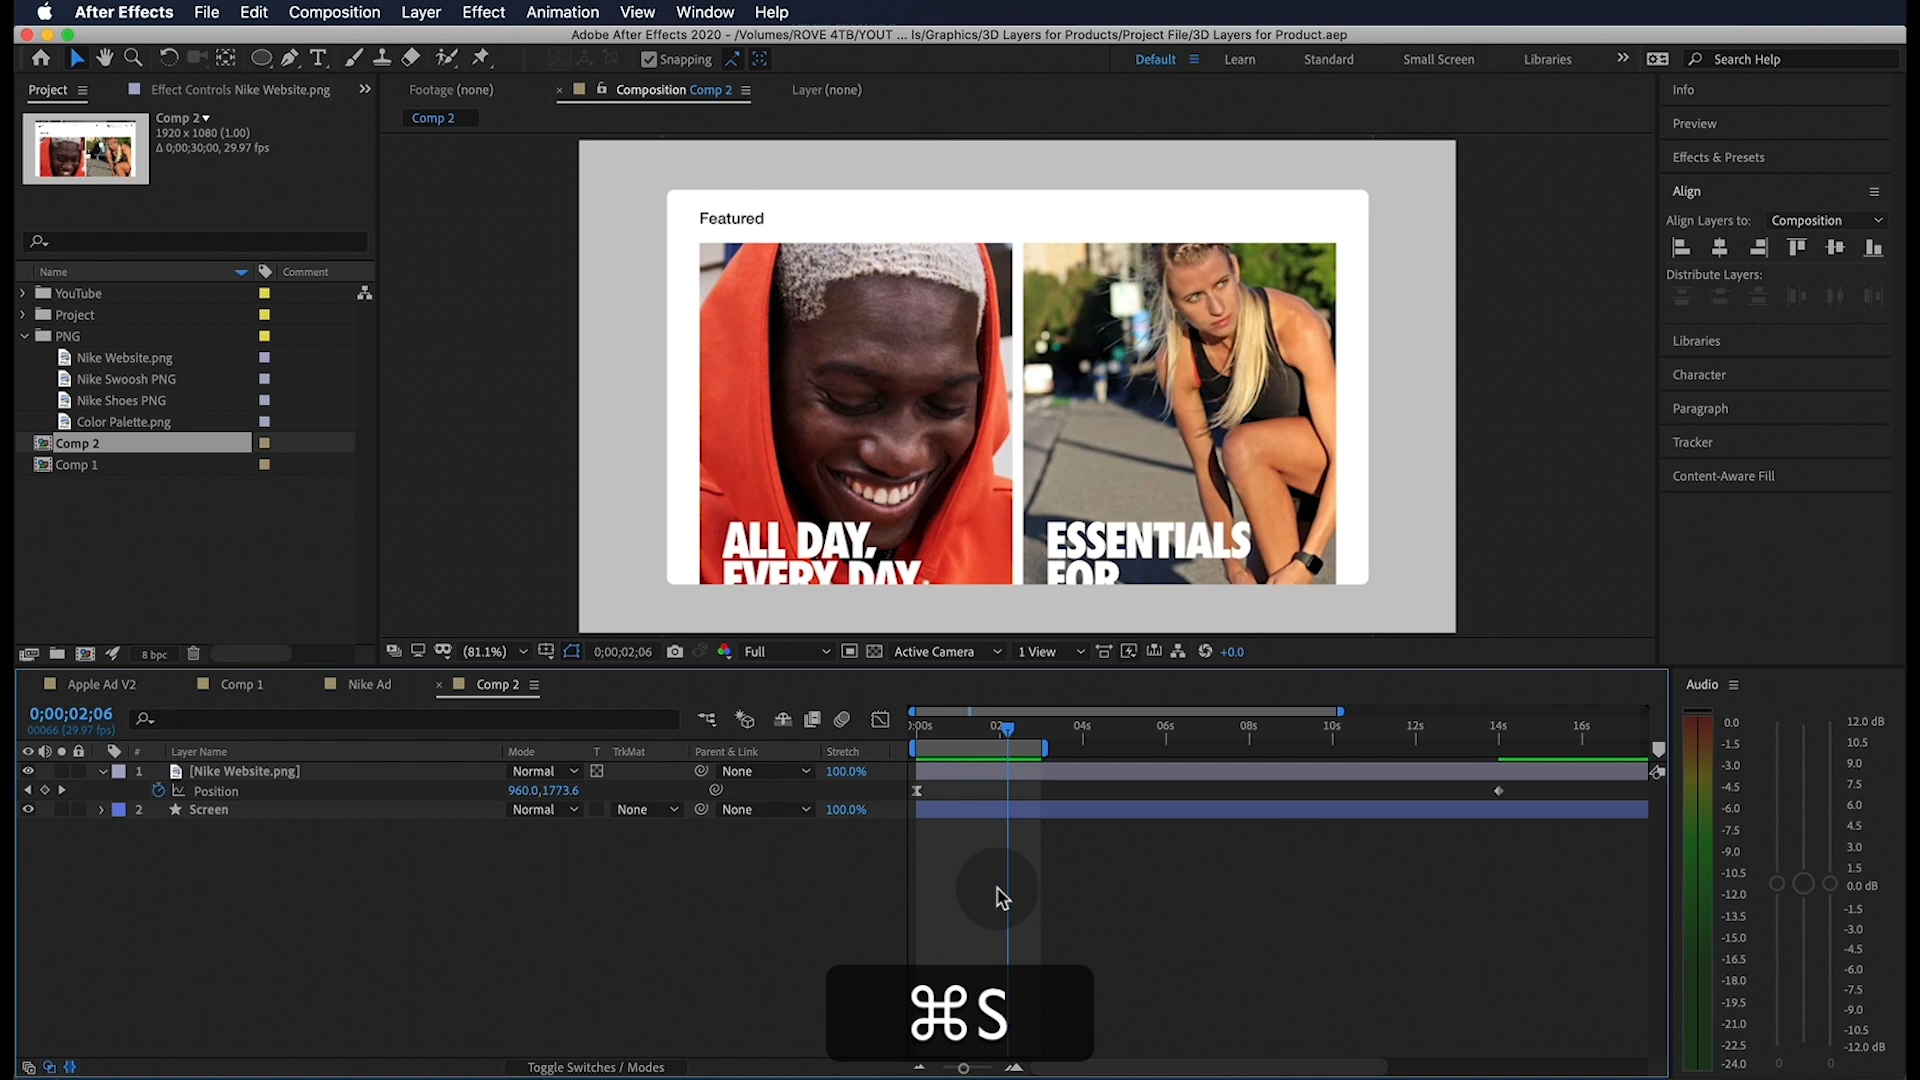 After Effects File Edit Composition Layer Effect Animation View Window Help
Adobe After Effects 2020 - /Volumes/ROVE 4TB/YOUT ... ls/Graphics/3D Layers for Products/Project File/3D Layers for Product.aep
Snapping Default Learn Standard Small Screen Libraries Search Help
Project Effect Controls Nike Website.png Footage (none) Composition Comp 2 Layer (none) Info
Comp 2
1920 x 1080 (1.00)
Δ 0;00;30;00, 29.97 fps
Comp 2
Preview
Effects & Presets
Align
Align Layers to: Composition
Distribute Layers:
Libraries
Character
Paragraph
Tracker
Content-Aware Fill
Name Comment
YouTube
Project
PNG
Nike Website.png
Nike Swoosh PNG
Nike Shoes PNG
Color Palette.png
Comp 2
Comp 1
8 bpc
Featured
ALL DAY,
EVERY DAY.
ESSENTIALS
FOR
(81.1%) 0;00;02;06 Full Active Camera 1 View +0.0
Apple Ad V2 Comp 1 Nike Ad Comp 2
0;00;02;06
00066 (29.97 fps)
:00s 02 04s 06s 08s 10s 12s 14s 16s
# Layer Name Mode T TrkMat Parent & Link Stretch
1 [Nike Website.png] Normal None 100.0%
Position 960.0,1773.6
2 Screen Normal None None 100.0%
⌘S
Toggle Switches / Modes
Audio
0.0
-1.5
-3.0
-4.5
-6.0
-7.5
-9.0
-10.5
-12.0
-13.5
-15.0
-16.5
-18.0
-19.5
-21.0
-22.5
-24.0
12.0 dB
10.5
9.0
7.5
6.0
4.5
3.0
1.5
0.0 dB
-1.5
-3.0
-4.5
-6.0
-7.5
-9.0
-10.5
-12.0 dB
0 0